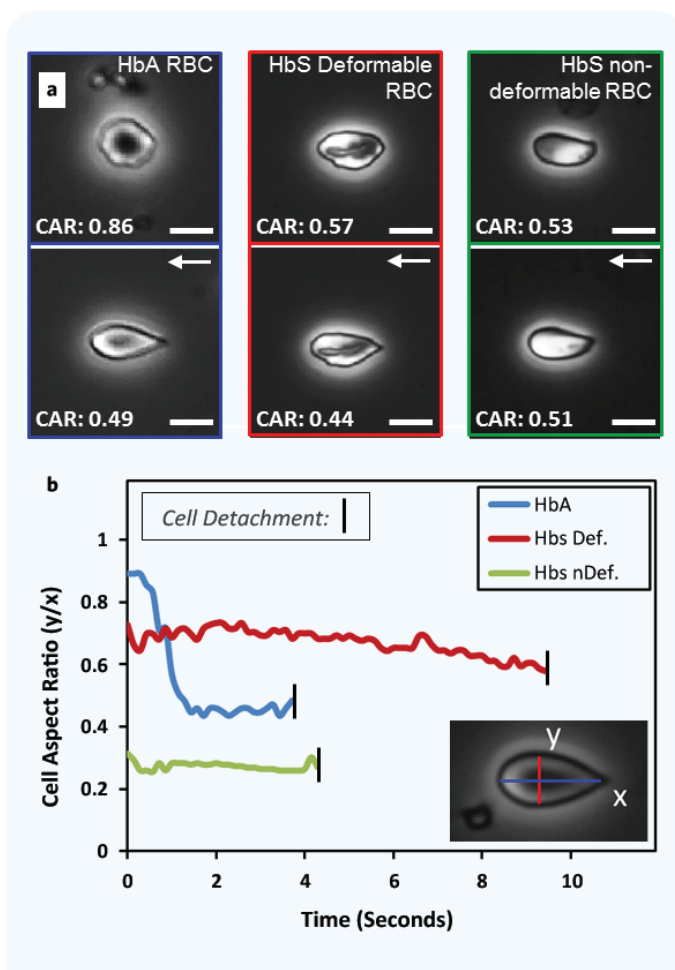 a
HbA RBC
CAR: 0.86
HbS Deformable
RBC
CAR: 0.57
HbS non-
deformable RBC
CAR: 0.53
CAR: 0.49
CAR: 0.44
CAR: 0.51
b
Cell Detachment:
HbA
Hbs Def.
Hbs nDef.
Cell Aspect Ratio (y/x)
1
0.8
0.6
0.4
0.2
0
y
x
0 2 4 6 8 10
Time (Seconds)